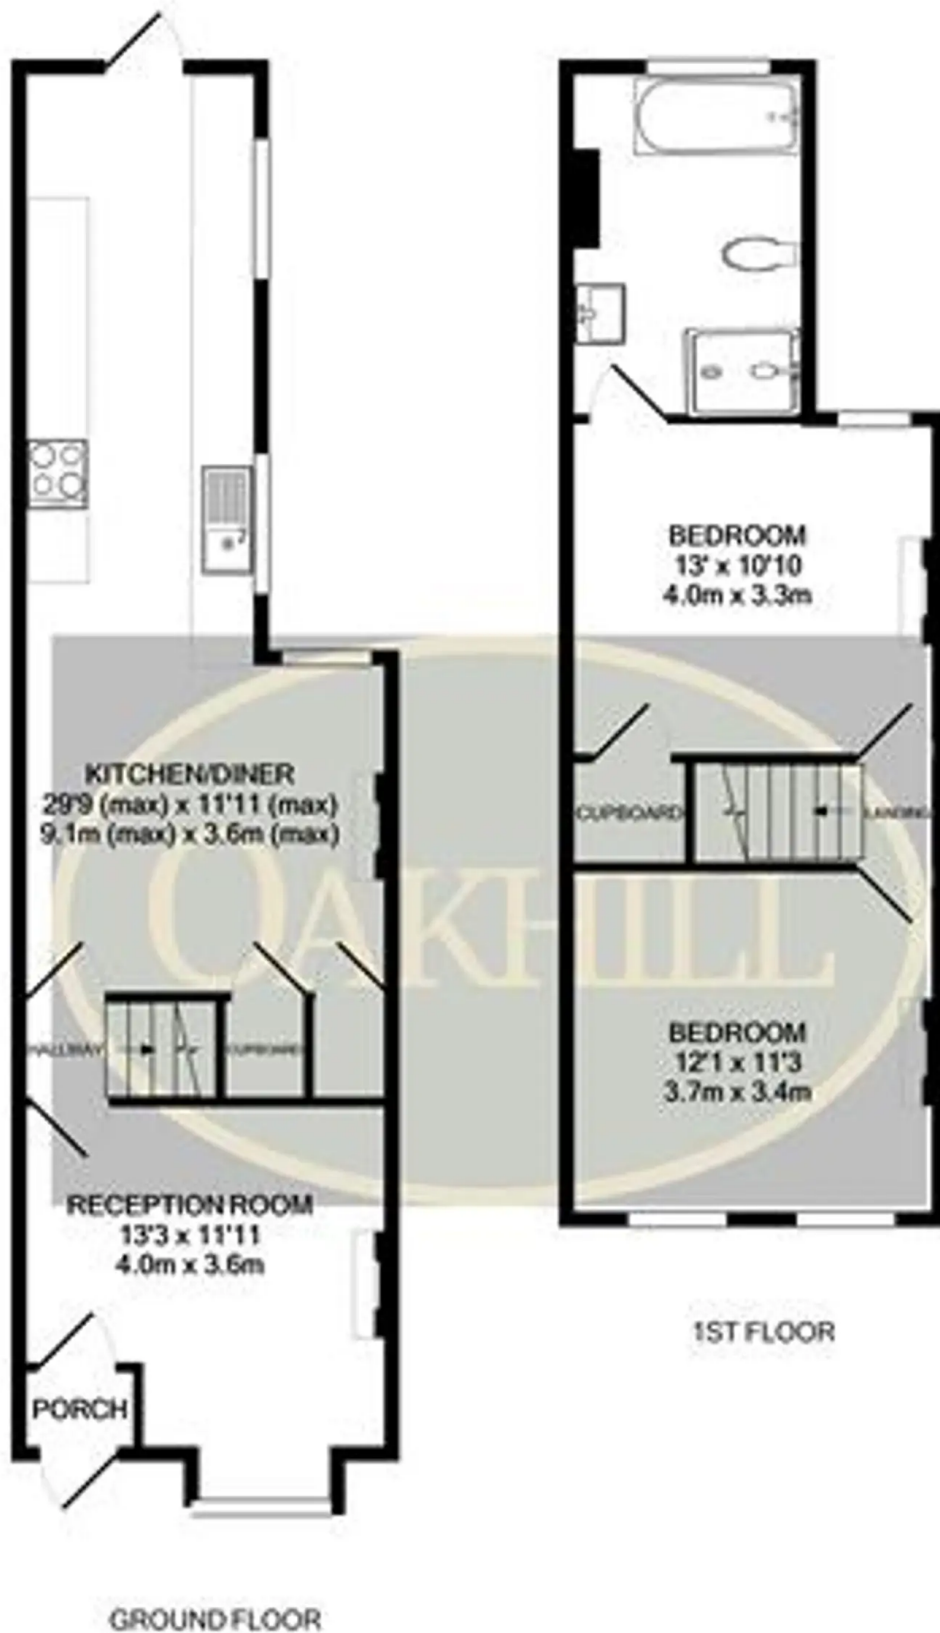 KITCHEN/DINER
29'9 (max) x 11'11 (max)
9.1m (max) x 3.6m (max)
HALLWAY
CUPBOARD
RECEPTION ROOM
13'3 x 11'11
4.0m x 3.6m
PORCH
GROUND FLOOR
BEDROOM
13' x 10'10
4.0m x 3.3m
CUPBOARD
LANDING
BEDROOM
12'1 x 11'3
3.7m x 3.4m
1ST FLOOR
OAKHILL